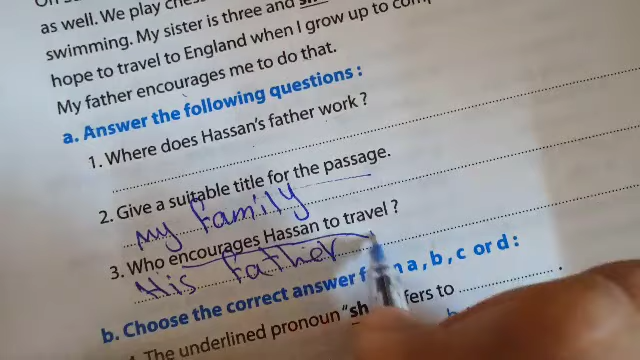 as well. We play
swimming. My sister is three and
hope to travel to England when I grow up to
My father encourages me to do that.
a. Answer the following questions :
1. Where does Hassan's father work ?
2. Give a suitable title for the passage.
My Family
3. Who encourages Hassan to travel ?
His Father
b. Choose the correct answer a , b , c or d :
The underlined pronoun "sh to .